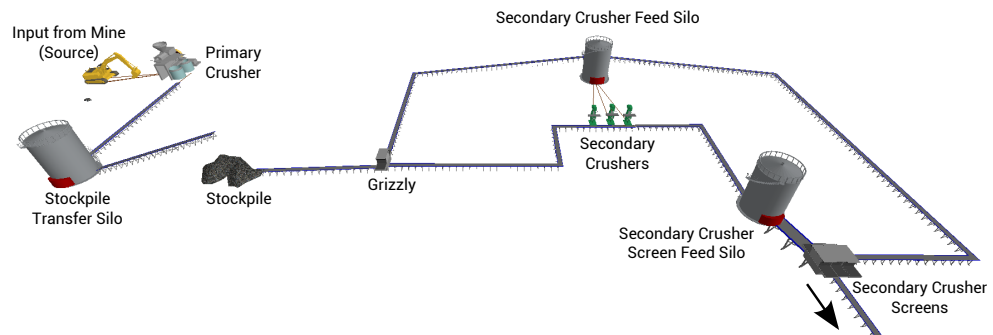 Secondary Crusher Feed Silo
Input from Mine
(Source)
Primary
Crusher
Secondary
Crushers
Grizzly
Stockpile
Stockpile
Transfer Silo
Secondary Crusher
Screen Feed Silo
Secondary Crusher
Screens